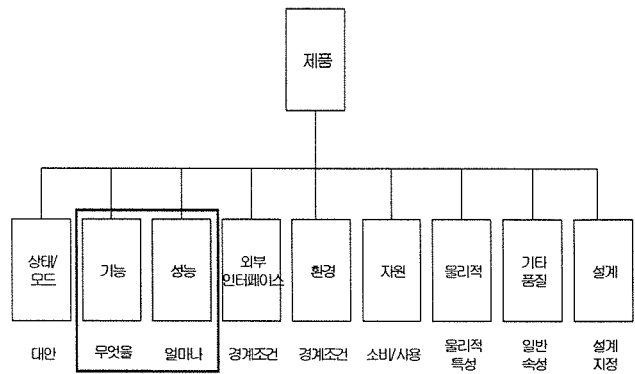 제품
상태/
모드
기능
성능
외부
인터페이스
환경
자원
물리적
기타
품질
설계
대안
무엇을
얼마나
경계조건
경계조건
소비/사용
물리적
특성
일반
속성
설계
지정